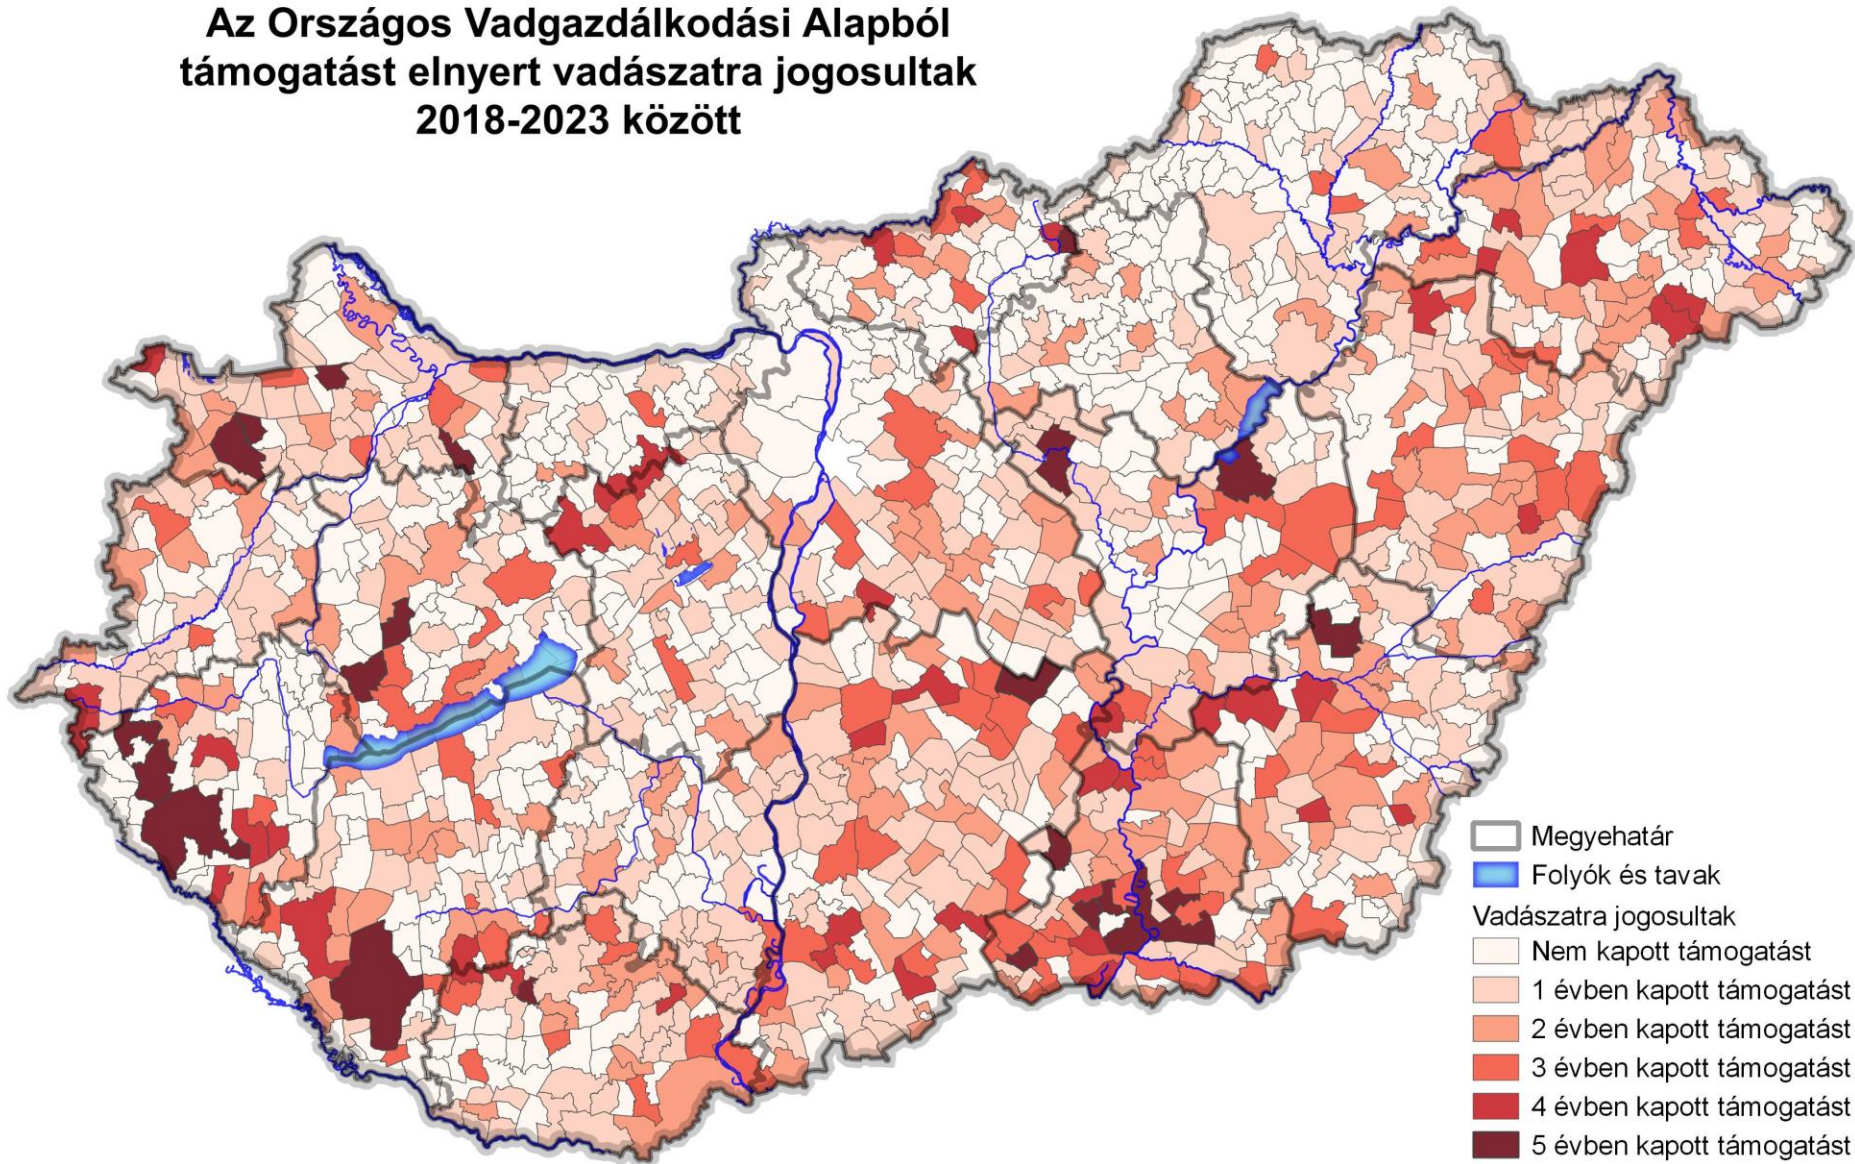 Az Országos Vadgazdálkodási Alapból
támogatást elnyert vadászatra jogosultak
2018-2023 között
Megyehatár
Folyók és tavak
Vadászatra jogosultak
Nem kapott támogatást
1 évben kapott támogatást
2 évben kapott támogatást
3 évben kapott támogatást
4 évben kapott támogatást
5 évben kapott támogatást